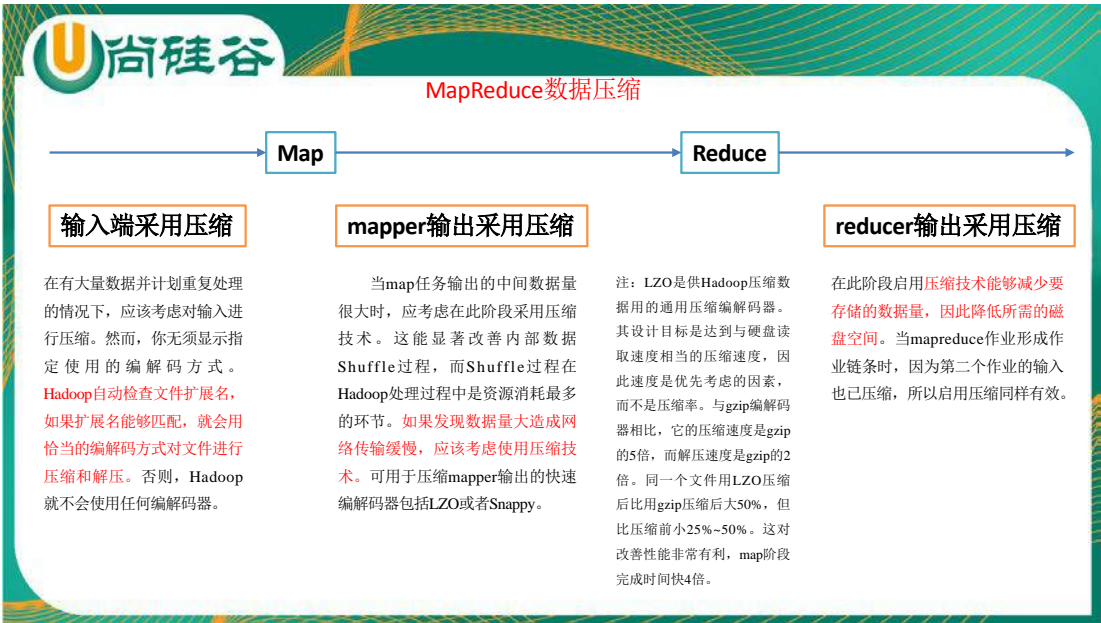 尚硅谷
MapReduce数据压缩
Map
Reduce
输入端采用压缩
在有大量数据并计划重复处理
的情况下，应该考虑对输入进
行压缩。然而，你无须显示指
定使用的编解码方式。
Hadoop自动检查文件扩展名，
如果扩展名能够匹配，就会用
恰当的编解码方式对文件进行
压缩和解压。否则，Hadoop
就不会使用任何编解码器。
mapper输出采用压缩
当map任务输出的中间数据量
很大时，应考虑在此阶段采用压缩
技术。这能显著改善内部数据
Shuffle过程，而Shuffle过程在
Hadoop处理过程中是资源消耗最多
的环节。如果发现数据量大造成网
络传输缓慢，应该考虑使用压缩技
术。可用于压缩mapper输出的快速
编解码器包括LZO或者Snappy。
注：LZO是供Hadoop压缩数
据用的通用压缩编解码器。
其设计目标是达到与硬盘读
取速度相当的压缩速度，因
此速度是优先考虑的因素，
而不是压缩率。与gzip编解码
器相比，它的压缩速度是gzip
的5倍，而解压速度是gzip的2
倍。同一个文件用LZO压缩
后比用gzip压缩后大50%，但
比压缩前小25%~50%。这对
改善性能非常有利，map阶段
完成时间快4倍。
reducer输出采用压缩
在此阶段启用压缩技术能够减少要
存储的数据量，因此降低所需的磁
盘空间。当mapreduce作业形成作
业链条时，因为第二个作业的输入
也已压缩，所以启用压缩同样有效。